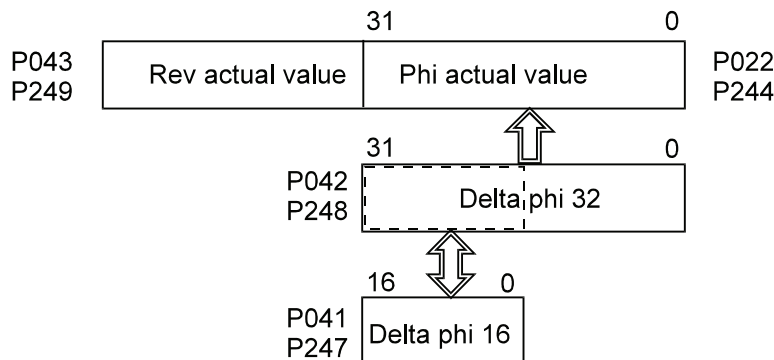 31 0
P043 Rev actual value Phi actual value P022
P249 P244
31 0
P042 Delta phi 32
P248
16 0
P041 Delta phi 16
P247